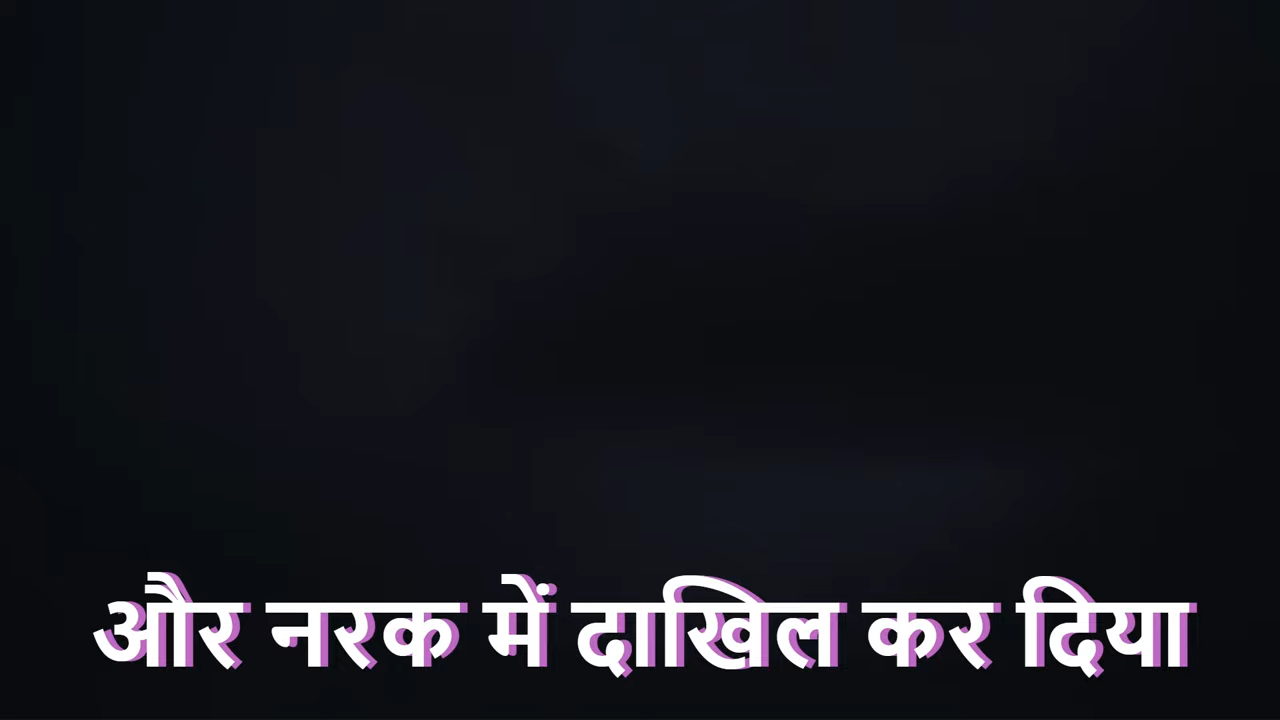 और नरक में दाखिल कर दिया